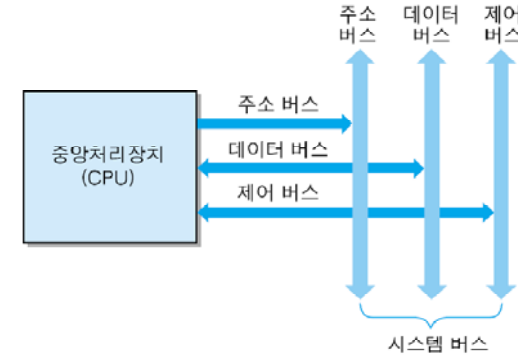 주소 데이터 제어
버스 버스 버스
주소 버스
데이터 버스
제어 버스
중앙처리장치
(CPU)
시스템 버스